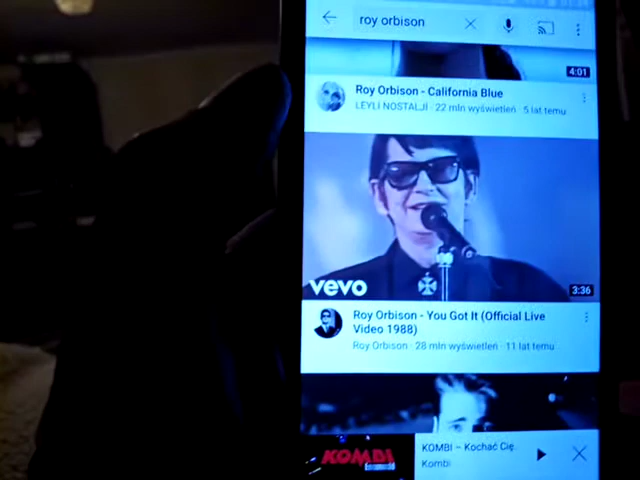 roy orbison
4:01
Roy Orbison - California Blue
LEYLİ NOSTALJİ · 22 mln wyświetleń · 5 lat temu
vevo
3:36
Roy Orbison - You Got It (Official Live
Video 1988)
Roy Orbison · 28 mln wyświetleń · 11 lat temu
KOMBI
KOMBI – Kochać Cię
Kombi